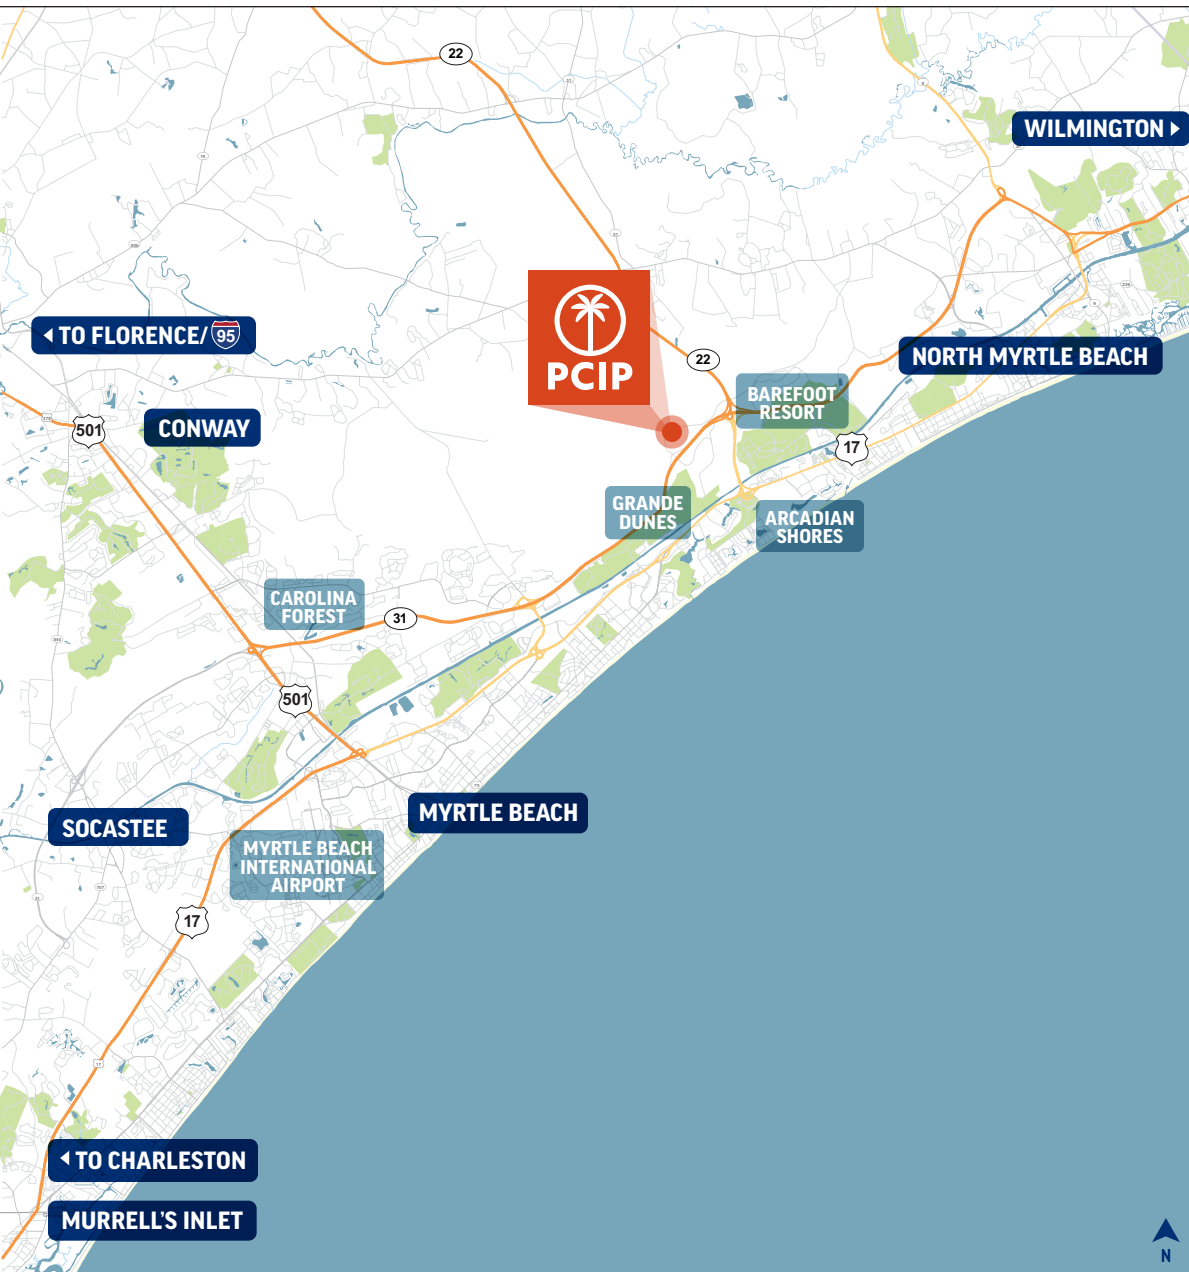 22
WILMINGTON
TO FLORENCE/ 95
PCIP
22
NORTH MYRTLE BEACH
BAREFOOT
RESORT
CONWAY
501
17
GRANDE
DUNES
ARCADIAN
SHORES
CAROLINA
FOREST
31
501
MYRTLE BEACH
SOCASTEE
MYRTLE BEACH
INTERNATIONAL
AIRPORT
17
17
TO CHARLESTON
MURRELL'S INLET
N